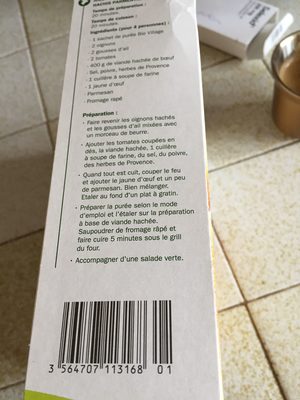 HACHIS PARMENTIER
Temps de préparation :
20 minutes.
Temps de cuisson :
20 minutes.
Ingrédients (pour 4 personnes) :
- 1 sachet de purée Bio Village
- 2 oignons
- 2 gousses d'ail
- 2 tomates
- 400 g de viande hachée de bœuf
- Sel, poivre, herbes de Provence
- 1 cuillère à soupe de farine
- 1 jaune d'œuf
- Parmesan
- Fromage râpé
Préparation :
• Faire revenir les oignons hachés
et les gousses d'ail mixées avec
un morceau de beurre.
• Ajouter les tomates coupées en
dés, la viande hachée, 1 cuillère
à soupe de farine, du sel, du poivre,
des herbes de Provence.
• Quand tout est cuit, couper le feu
et ajouter le jaune d'œuf et un peu
de parmesan. Bien mélanger.
Etaler au fond d'un plat à gratin.
• Préparer la purée selon le mode
d'emploi et l'étaler sur la préparation
à base de viande hachée.
Saupoudrer de fromage râpé et
faire cuire 5 minutes sous le grill
du four.
• Accompagner d'une salade verte.
3 564707 113168 01